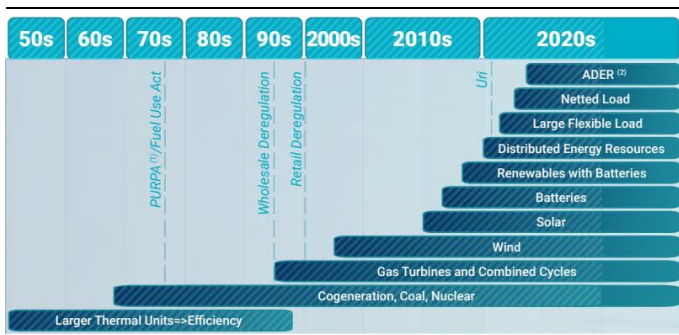 50s 60s 70s 80s 90s 2000s 2010s 2020s
PURPA (1)/Fuel Use Act
Wholesale Deregulation
Retail Deregulation
Uri
ADER (2)
Netted Load
Large Flexible Load
Distributed Energy Resources
Renewables with Batteries
Batteries
Solar
Wind
Gas Turbines and Combined Cycles
Cogeneration, Coal, Nuclear
Larger Thermal Units=>Efficiency